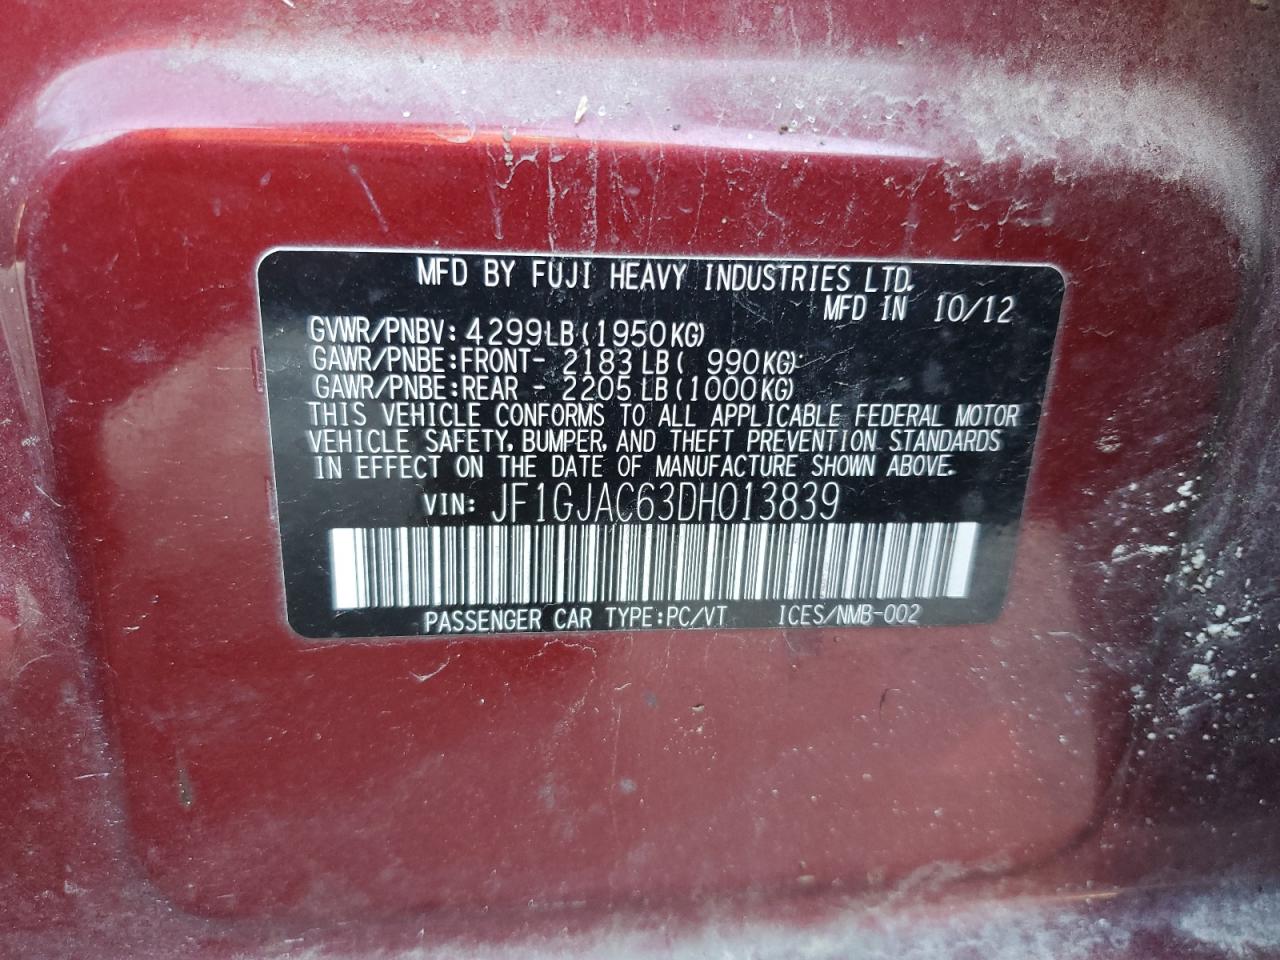 MFD BY FUJI HEAVY INDUSTRIES LTD.
MFD IN 10/12
GVWR/PNBV: 4299LB (1950KG)
GAWR/PNBE: FRONT- 2183 LB ( 990KG)
GAWR/PNBE: REAR - 2205 LB (1000KG)
THIS VEHICLE CONFORMS TO ALL APPLICABLE FEDERAL MOTOR
VEHICLE SAFETY, BUMPER, AND THEFT PREVENTION STANDARDS
IN EFFECT ON THE DATE OF MANUFACTURE SHOWN ABOVE.
VIN: JF1GJAC63DH013839
PASSENGER CAR TYPE:PC/VT ICES/NMB-002